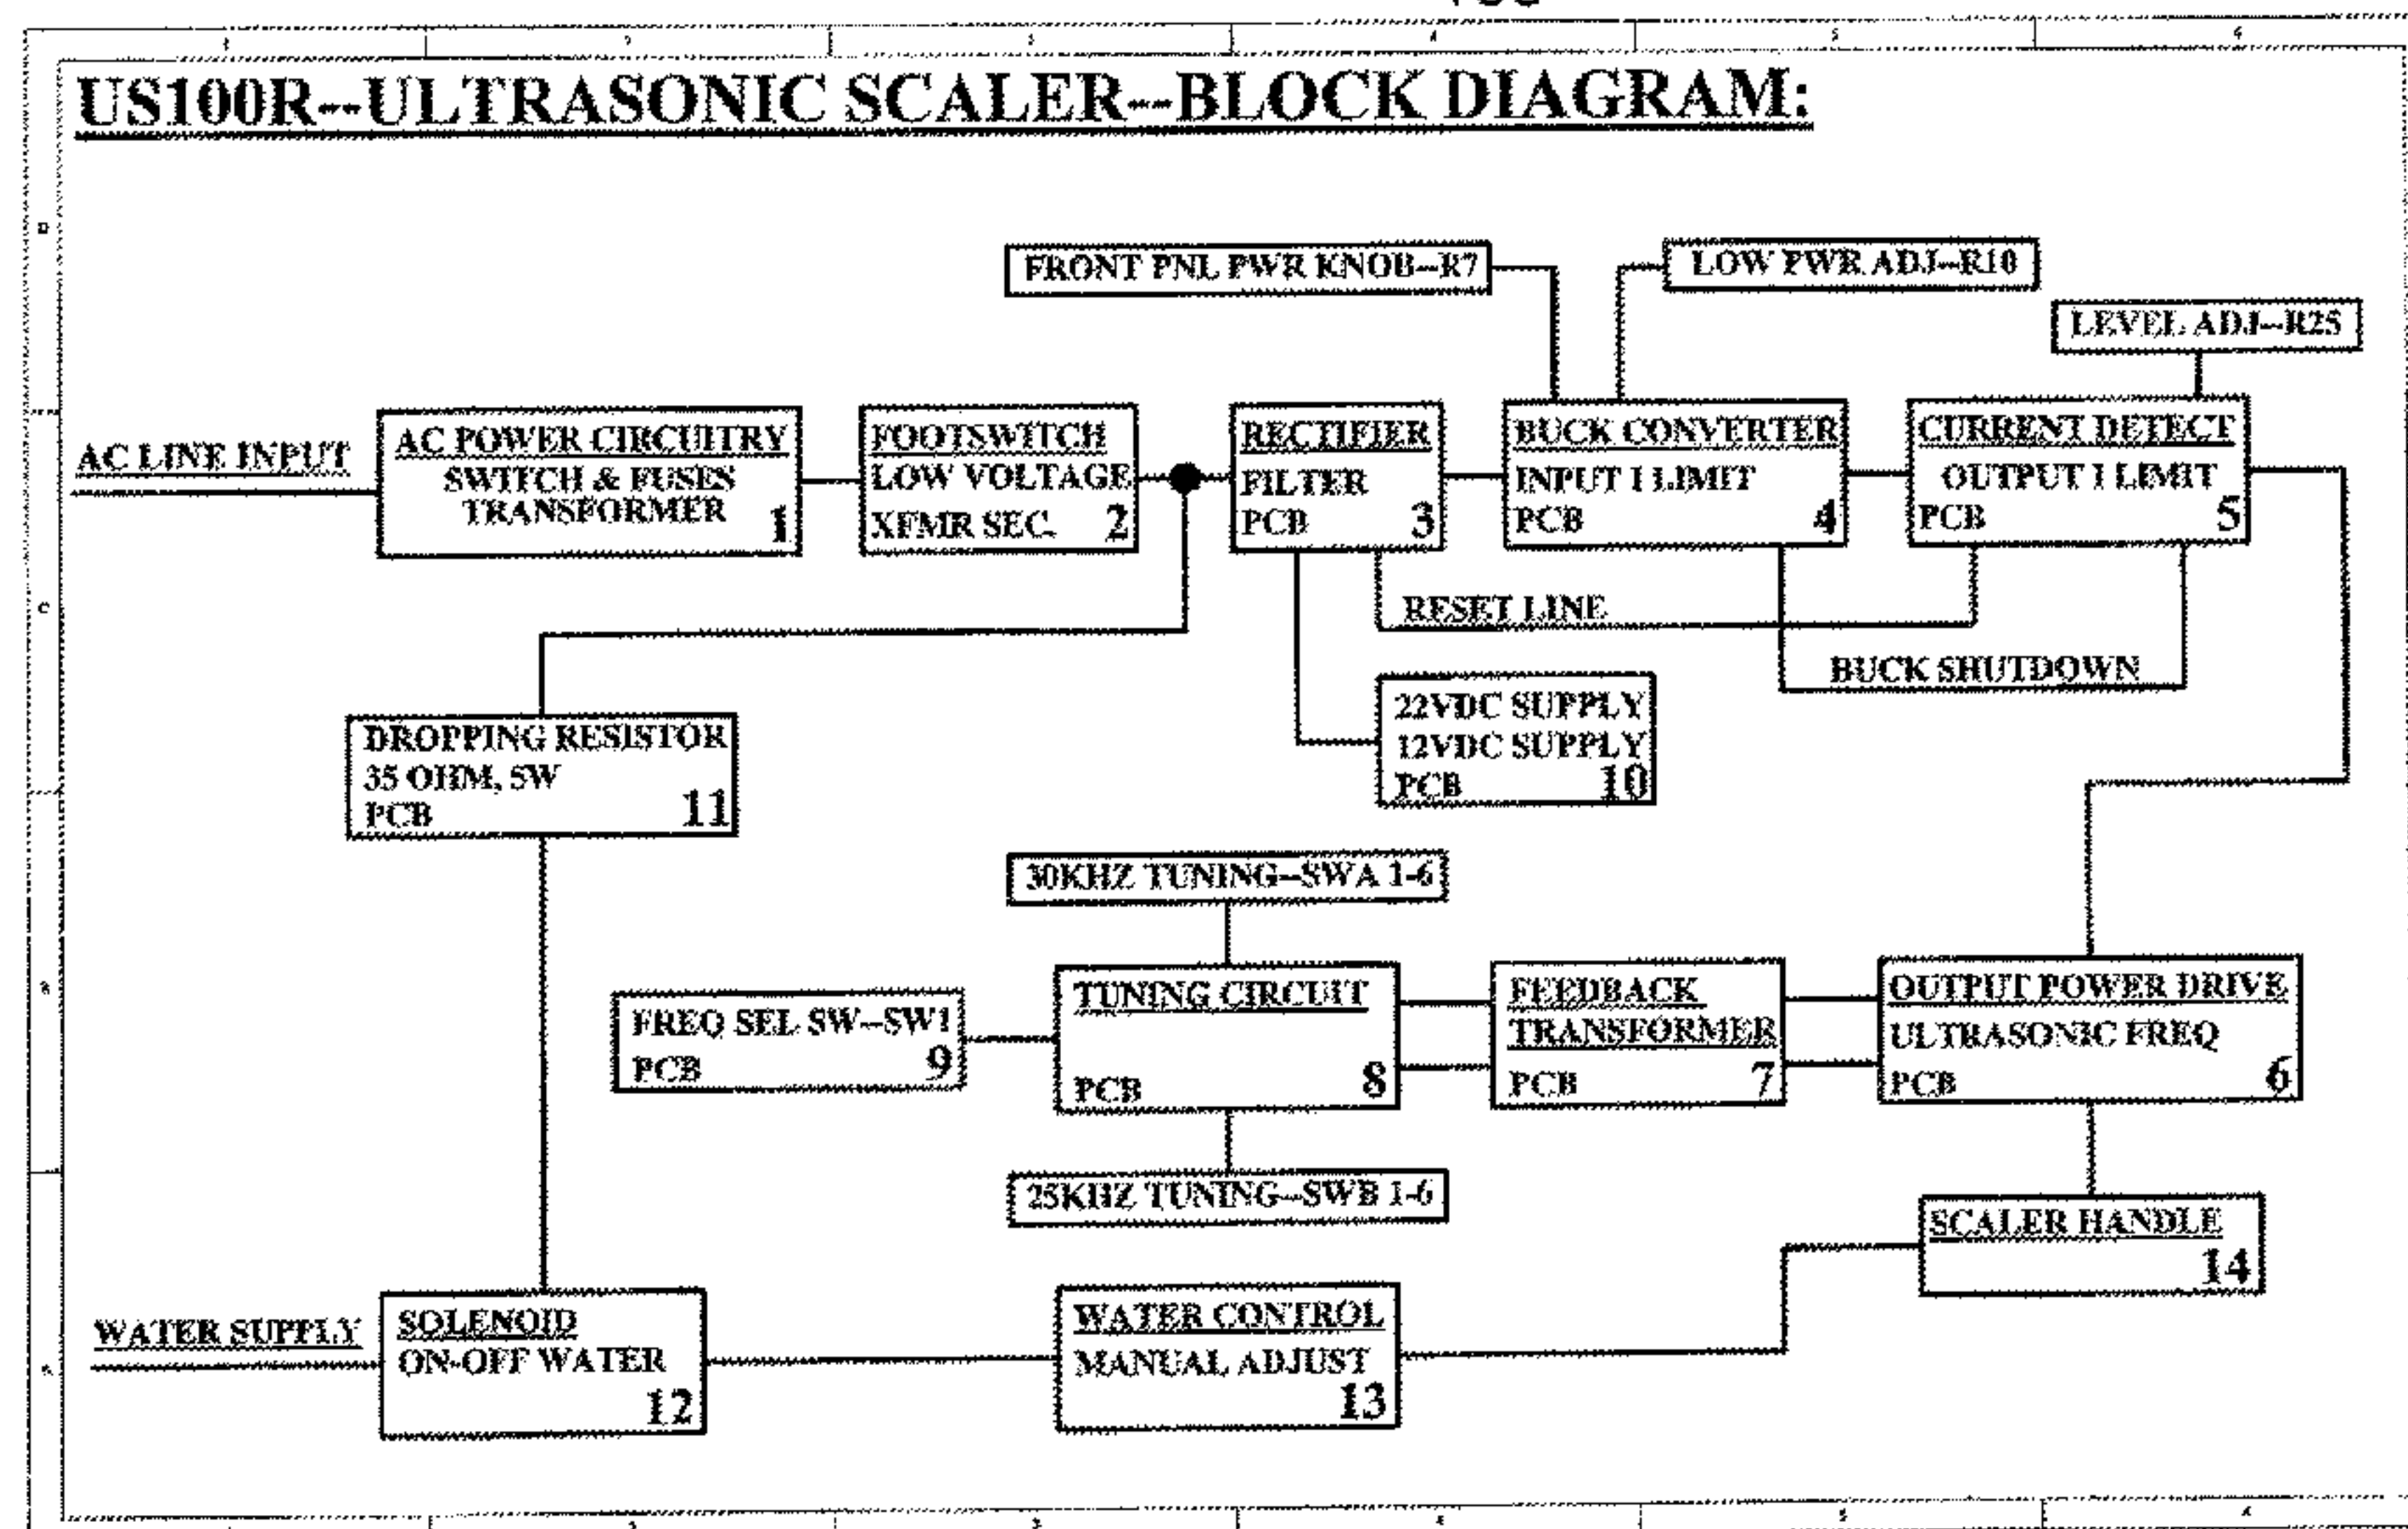 US100R--ULTRASONIC SCALER--BLOCK DIAGRAM:
FRONT PNL PWR KNOB--R7
LOW PWR ADJ--R10
LEVEL ADJ--R25
AC LINE INPUT
AC POWER CIRCUITRY
SWITCH & FUSES
TRANSFORMER
1
FOOTSWITCH
LOW VOLTAGE
XFMR SEC. 2
RECTIFIER
FILTER
PCB 3
BUCK CONVERTER
INPUT I LIMIT
PCB 4
CURRENT DETECT
OUTPUT I LIMIT
PCB 5
RESET LINE
BUCK SHUTDOWN
22VDC SUPPLY
12VDC SUPPLY
PCB 10
DROPPING RESISTOR
35 OHM, 5W
PCB 11
30KHZ TUNING--SWA 1-6
FREQ SEL SW--SW1
PCB 9
TUNING CIRCUIT
PCB 8
FEEDBACK
TRANSFORMER
PCB 7
OUTPUT POWER DRIVE
ULTRASONIC FREQ
PCB 6
25KHZ TUNING--SWB 1-6
SCALER HANDLE
14
WATER SUPPLY
SOLENOID
ON-OFF WATER
12
WATER CONTROL
MANUAL ADJUST
13